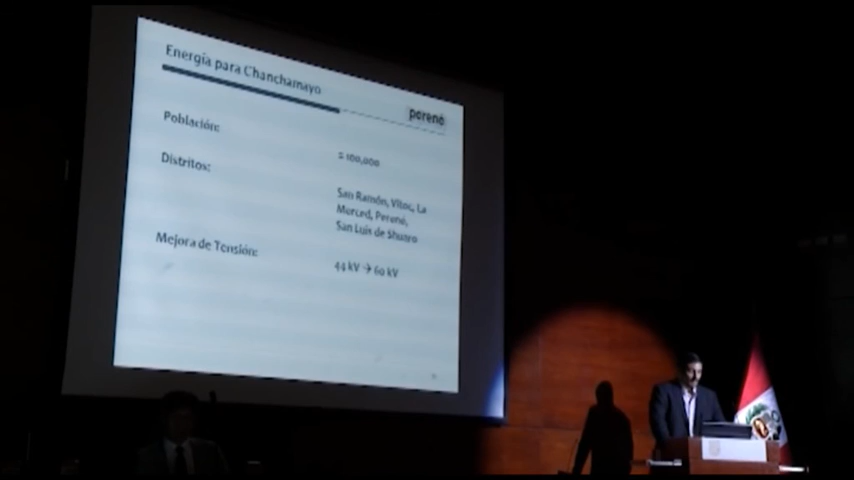 Energía para Chanchamayo
perené
Población:
± 160,000
Distritos:
San Ramón, Vitoc, La
Merced, Perené,
San Luis de Shuaro
Mejora de Tensión:
44 kV → 60 kV